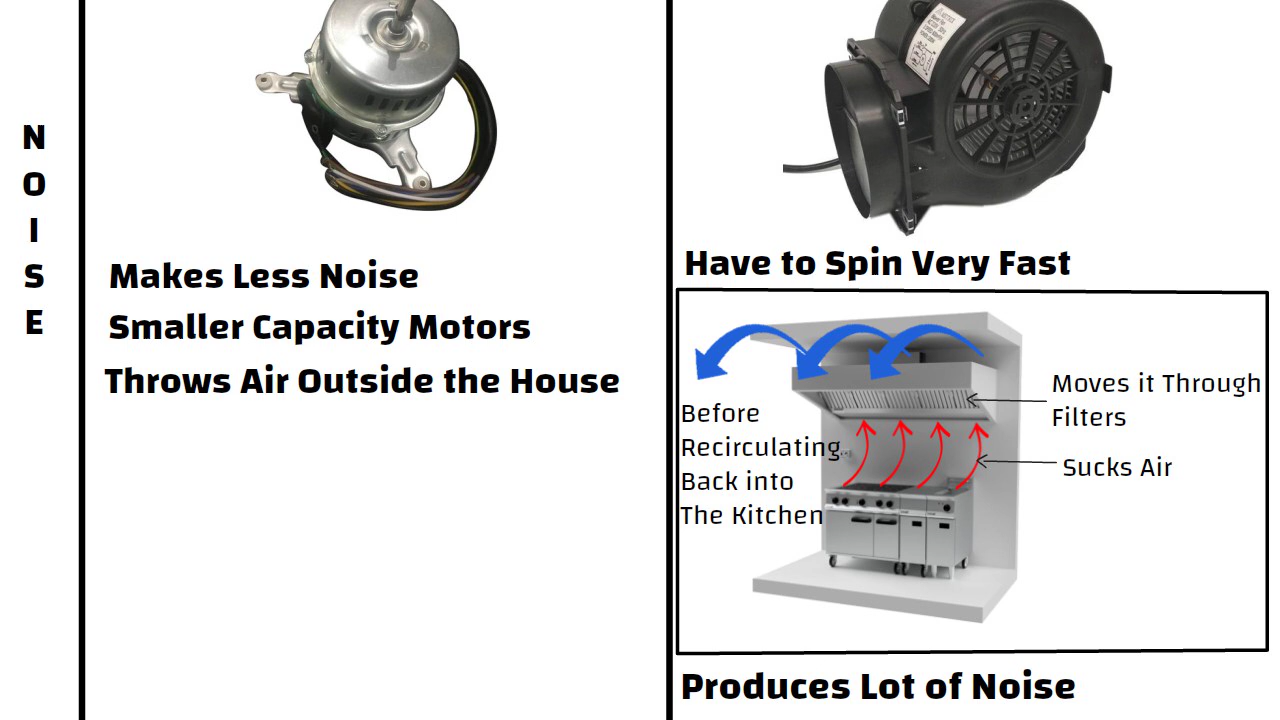 NOISE
Makes Less Noise
Smaller Capacity Motors
Throws Air Outside the House
Have to Spin Very Fast
Moves it Through
Filters
Sucks Air
Before
Recirculating
Back into
The Kitchen
Produces Lot of Noise